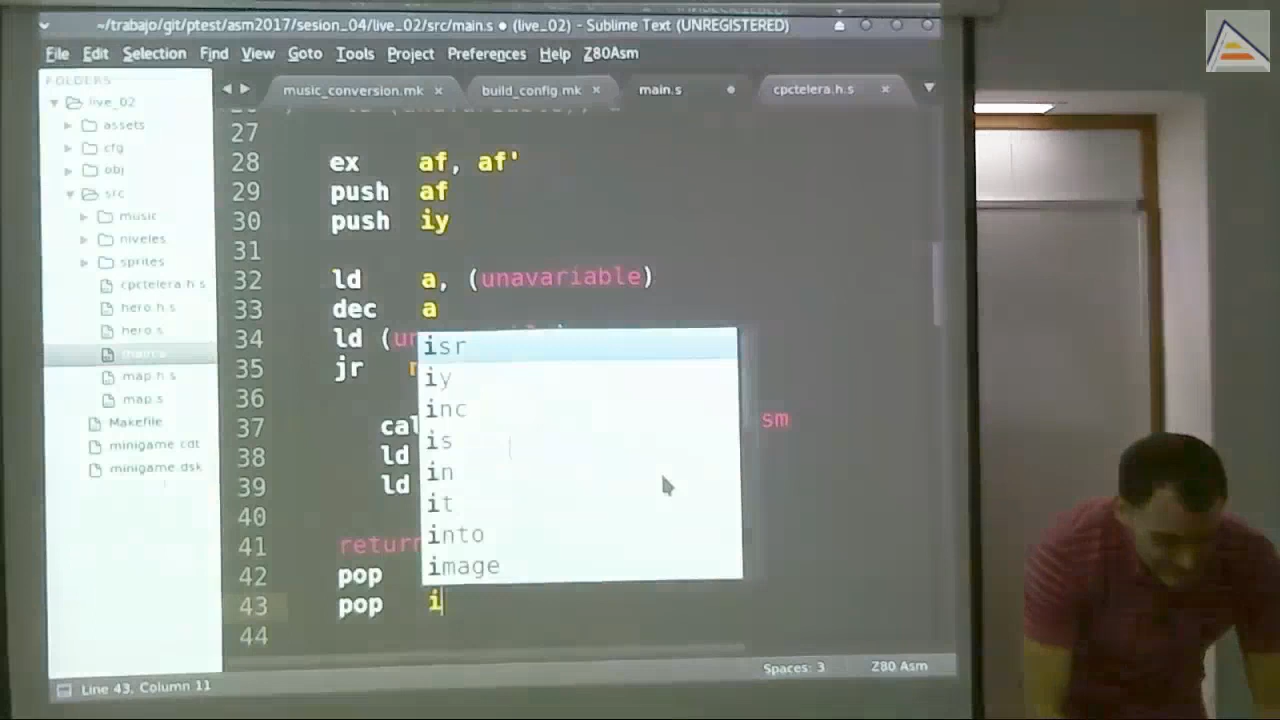 ~/trabajo/git/ptest/asm2017/sesion_04/live_02/src/main.s • (live_02) - Sublime Text (UNREGISTERED)
File Edit Selection Find View Goto Tools Project Preferences Help Z80Asm
FOLDERS
live_02
assets
cfg
obj
src
music
niveles
sprites
cpctelera.h.s
hero.h.s
hero.s
main.s
map.h.s
map.s
Makefile
minigame.cdt
minigame.dsk
music_conversion.mk × build_config.mk × main.s • cpctelera.h.s ×
27
28 ex af, af'
29 push af
30 push iy
31
32 ld a, (unavariable)
33 dec a
34 ld (un
35 jr
36
37 cal sm
38 ld
39 ld
40
41 return
42 pop
43 pop i
44
isr
iy
inc
is
in
it
into
image
Line 43, Column 11
Spaces: 3 Z80 Asm